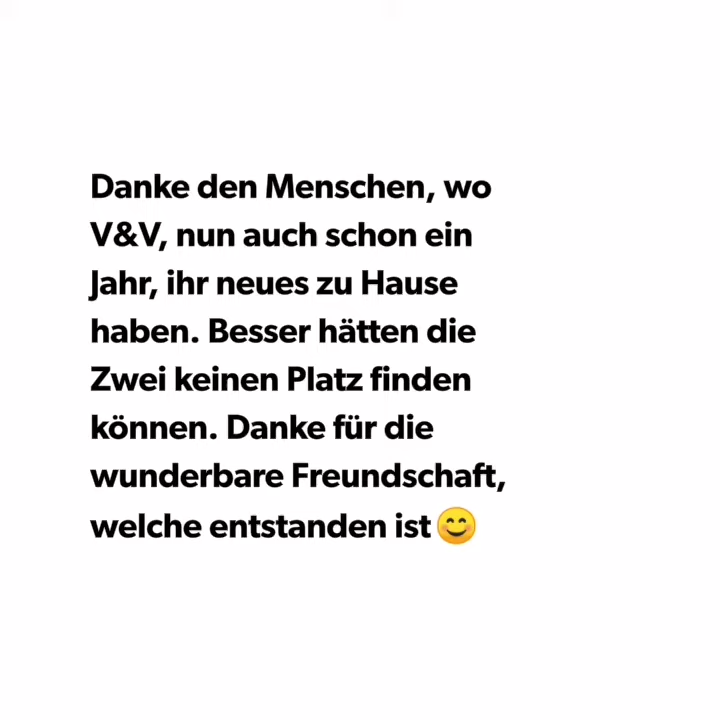 Danke den Menschen, wo
V&V, nun auch schon ein
Jahr, ihr neues zu Hause
haben. Besser hätten die
Zwei keinen Platz finden
können. Danke für die
wunderbare Freundschaft,
welche entstanden ist😊